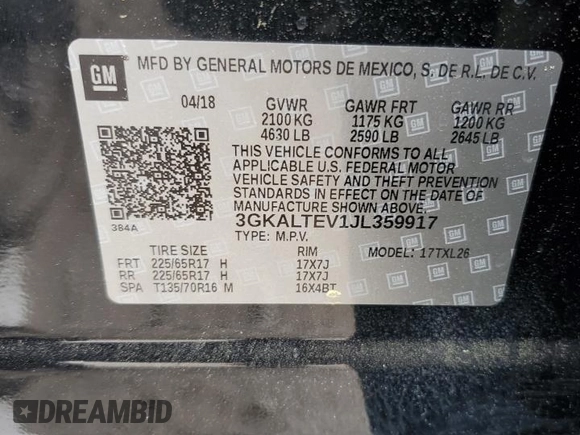 GM MFD BY GENERAL MOTORS DE MEXICO, S. DE R.L. DE C.V.
04/18 GVWR GAWR FRT GAWR RR
2100 KG 1175 KG 1200 KG
4630 LB 2590 LB 2645 LB
THIS VEHICLE CONFORMS TO ALL
APPLICABLE U.S. FEDERAL MOTOR
VEHICLE SAFETY AND THEFT PREVENTION
STANDARDS IN EFFECT ON THE DATE OF
MANUFACTURE SHOWN ABOVE.
384A 3GKALTEV1JL359917
TYPE: M.P.V. MODEL: 17TXL26
TIRE SIZE RIM
FRT 225/65R17 H 17X7J
RR 225/65R17 H 17X7J
SPA T135/70R16 M 16X4BT
DREAMBID